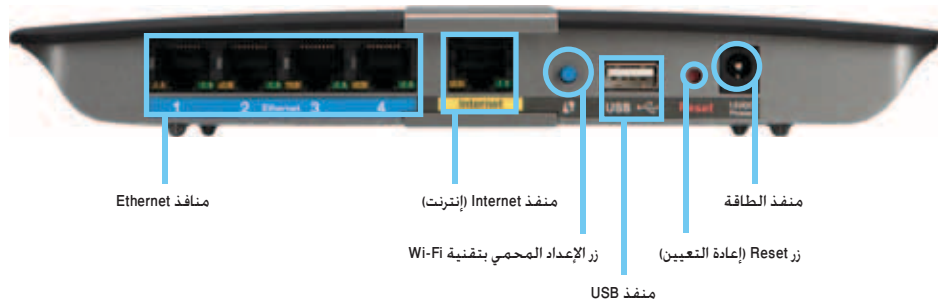 1 2 Ethernet 3 4
Internet
USB
Reset
منافذ Ethernet
منفذ Internet (إنترنت)
منفذ الطاقة
زر الإعداد المحمي بتقنية Wi-Fi
زر Reset (إعادة التعيين)
منفذ USB